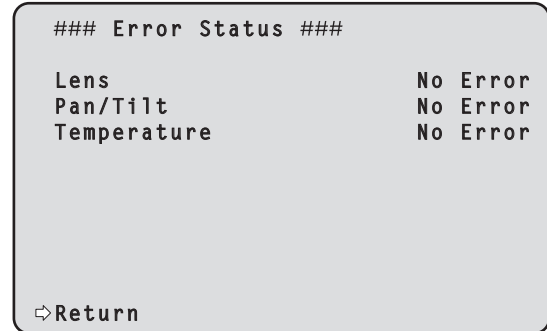 ### Error Status ###
Lens No Error
Pan/Tilt No Error
Temperature No Error
⇨Return